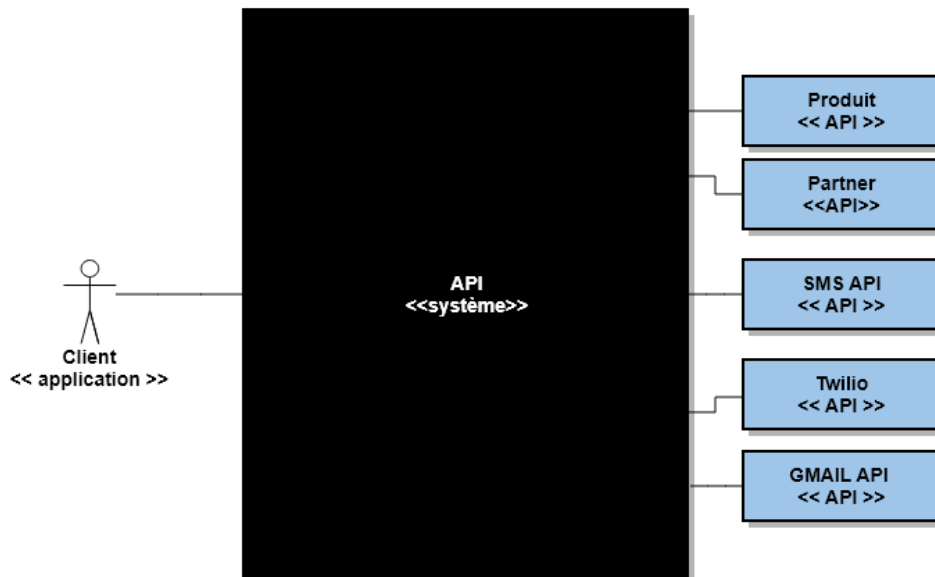 Produit
<< API >>
Partner
<<API>>
API
<<système>>
SMS API
<< API >>
Client
<< application >>
Twilio
<< API >>
GMAIL API
<< API >>